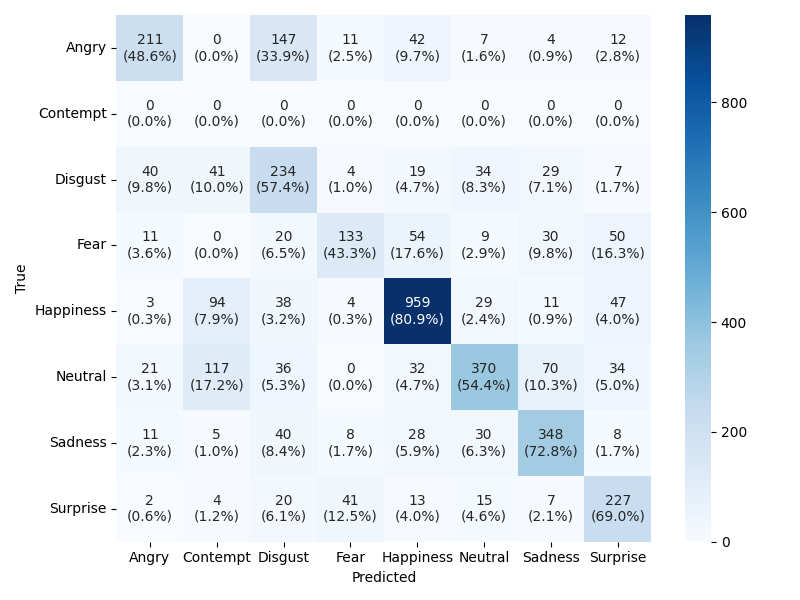 Angry 211 0 147 11 42 7 4 12
(48.6%) (0.0%) (33.9%) (2.5%) (9.7%) (1.6%) (0.9%) (2.8%)
Contempt 0 0 0 0 0 0 0 0
(0.0%) (0.0%) (0.0%) (0.0%) (0.0%) (0.0%) (0.0%) (0.0%)
Disgust 40 41 234 4 19 34 29 7
(9.8%) (10.0%) (57.4%) (1.0%) (4.7%) (8.3%) (7.1%) (1.7%)
Fear 11 0 20 133 54 9 30 50
(3.6%) (0.0%) (6.5%) (43.3%) (17.6%) (2.9%) (9.8%) (16.3%)
Happiness 3 94 38 4 959 29 11 47
(0.3%) (7.9%) (3.2%) (0.3%) (80.9%) (2.4%) (0.9%) (4.0%)
Neutral 21 117 36 0 32 370 70 34
(3.1%) (17.2%) (5.3%) (0.0%) (4.7%) (54.4%) (10.3%) (5.0%)
Sadness 11 5 40 8 28 30 348 8
(2.3%) (1.0%) (8.4%) (1.7%) (5.9%) (6.3%) (72.8%) (1.7%)
Surprise 2 4 20 41 13 15 7 227
(0.6%) (1.2%) (6.1%) (12.5%) (4.0%) (4.6%) (2.1%) (69.0%)
Angry Contempt Disgust Fear Happiness Neutral Sadness Surprise
Predicted
True
800
600
400
200
0